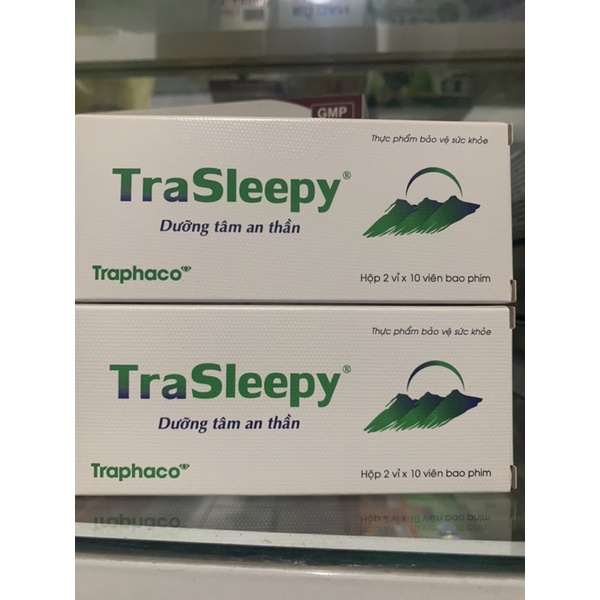 GMP
Thực phẩm bảo vệ sức khỏe
TraSleepy®
Dưỡng tâm an thần
Traphaco
Hộp 2 vỉ x 10 viên bao phim
Thực phẩm bảo vệ sức khỏe
TraSleepy®
Dưỡng tâm an thần
Traphaco
Hộp 2 vỉ x 10 viên bao phim